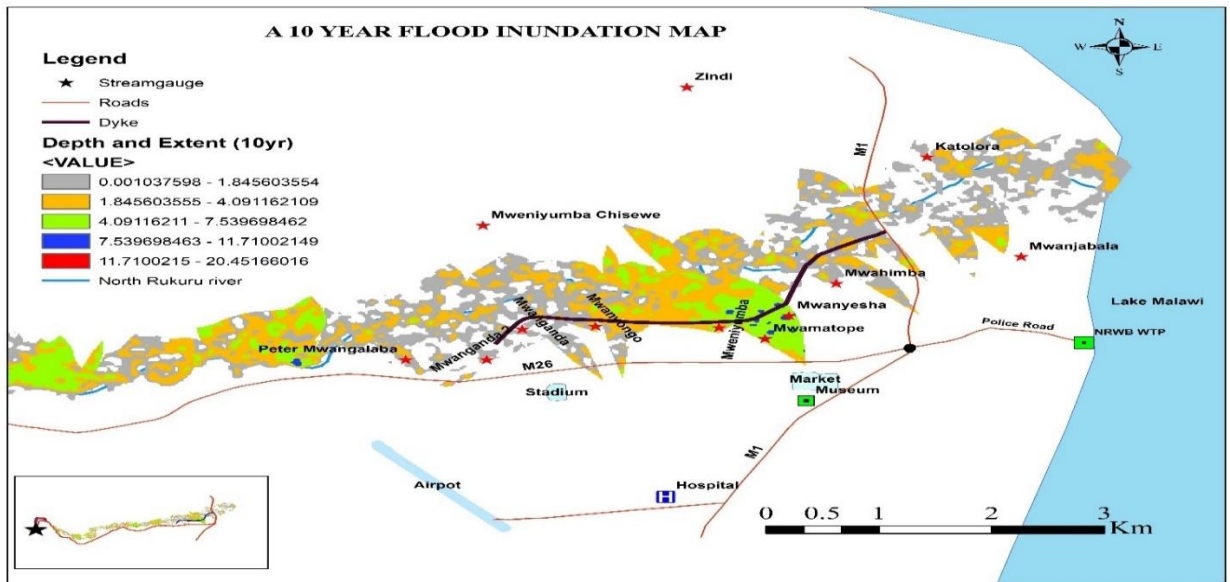 A 10 YEAR FLOOD INUNDATION MAP
N
W E
S
Legend
Streamgauge
Roads
Dyke
Depth and Extent (10yr)
<VALUE>
0.001037598 - 1.845603554
1.845603555 - 4.091162109
4.09116211 - 7.539698462
7.539698463 - 11.71002149
11.7100215 - 20.45166016
North Rukuru river
Zindi
M1
Katolora
Mweniyumba Chisewe
Mwanjabala
Mwahimba
Lake Malawi
Mwanyesha
Mweniyumba
Mwamatope
Police Road
NRWB WTP
Mwanganda
Peter Mwangalaba
Mwanganda 2
M26
Stadium
Market
Museum
M1
Airpot
H
Hospital
0 0.5 1 2 3
Km